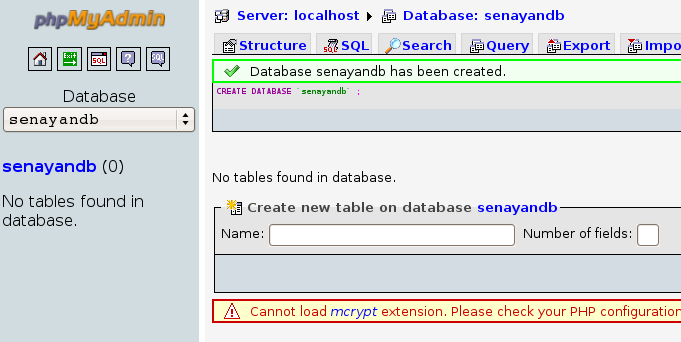 phpMyAdmin
Database
senayandb
senayandb (0)
No tables found in
database.
Server: localhost Database: senayandb
Structure SQL Search Query Export Impo
Database senayandb has been created.
CREATE DATABASE `senayandb` ;
No tables found in database.
Create new table on database senayandb
Name: Number of fields:
Cannot load mcrypt extension. Please check your PHP configuration